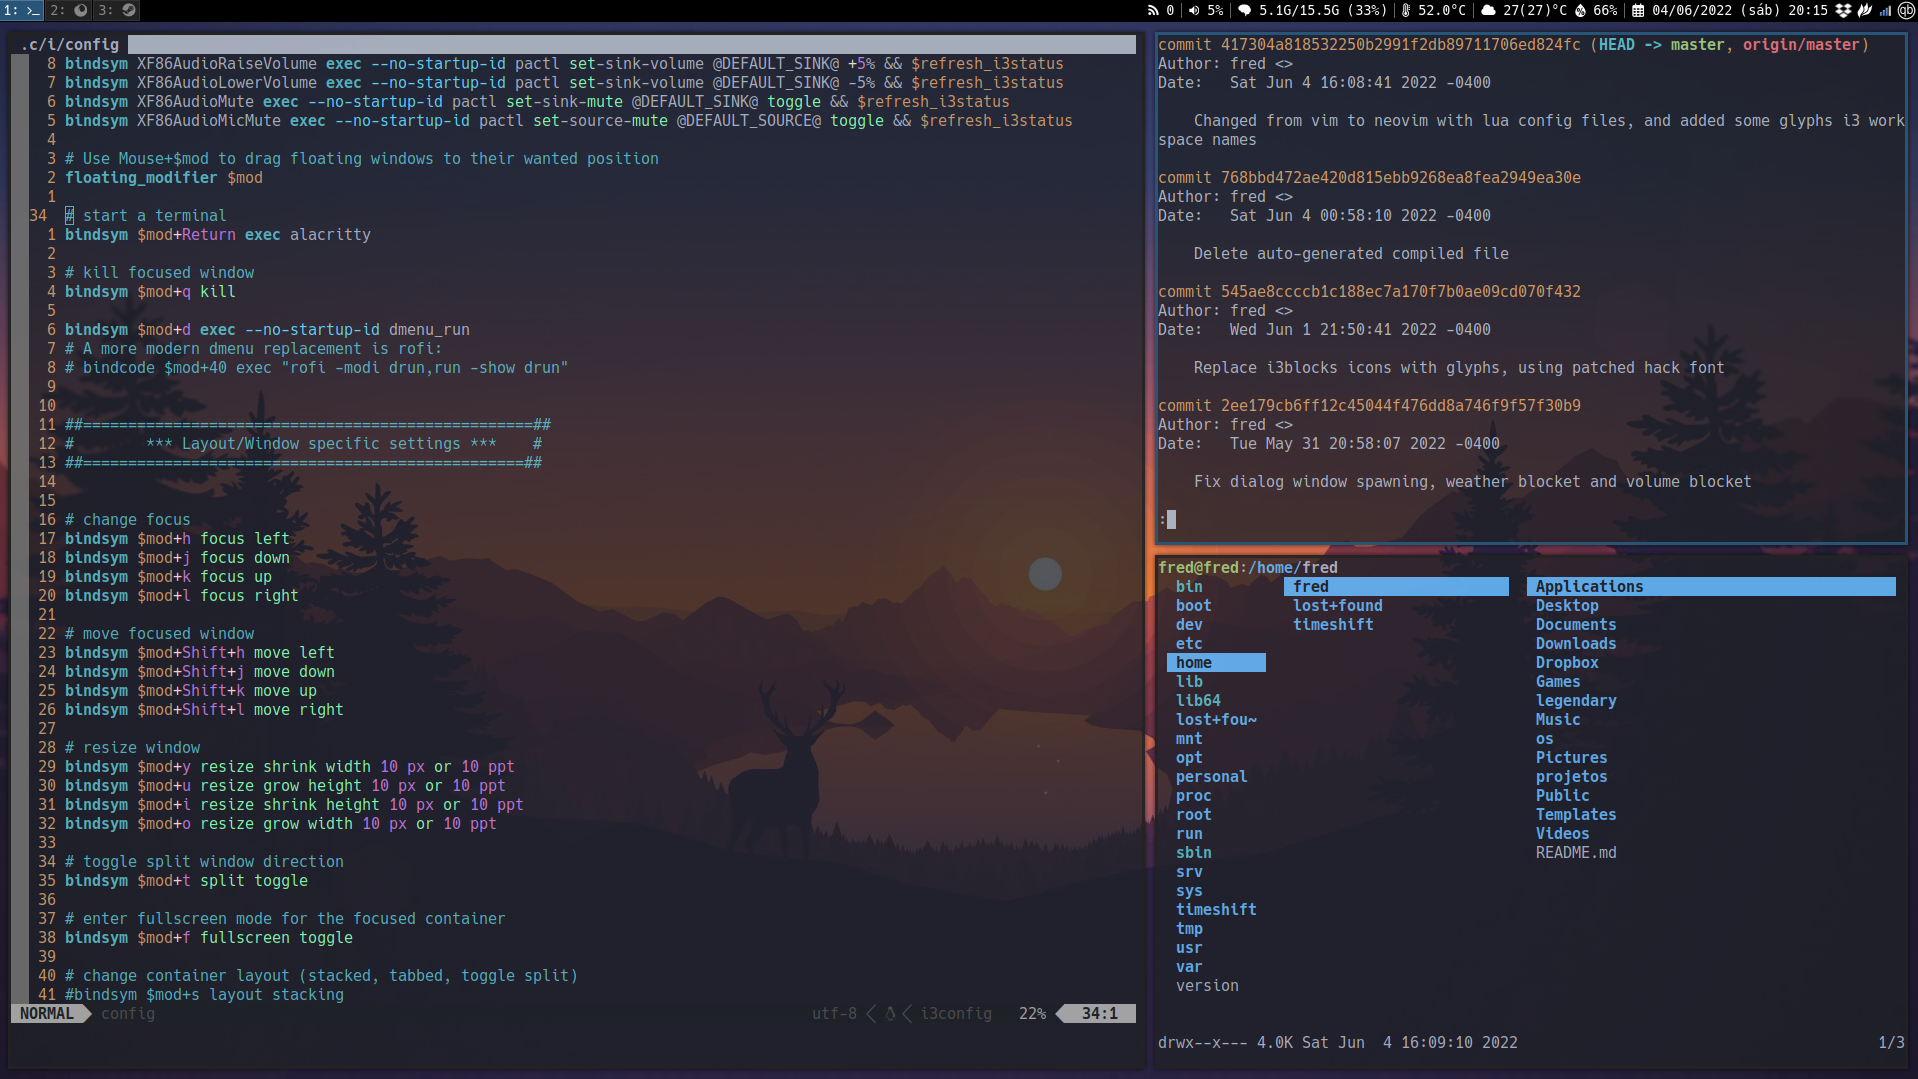 1: >_ 2: 3:
0 5% 5.1G/15.5G (33%) 52.0°C 27(27)°C 66% 04/06/2022 (sáb) 20:15
.c/i/config
8 bindsym XF86AudioRaiseVolume exec --no-startup-id pactl set-sink-volume @DEFAULT_SINK@ +5% && $refresh_i3status
7 bindsym XF86AudioLowerVolume exec --no-startup-id pactl set-sink-volume @DEFAULT_SINK@ -5% && $refresh_i3status
6 bindsym XF86AudioMute exec --no-startup-id pactl set-sink-mute @DEFAULT_SINK@ toggle && $refresh_i3status
5 bindsym XF86AudioMicMute exec --no-startup-id pactl set-source-mute @DEFAULT_SOURCE@ toggle && $refresh_i3status
4
3 # Use Mouse+$mod to drag floating windows to their wanted position
2 floating_modifier $mod
1
34 # start a terminal
1 bindsym $mod+Return exec alacritty
2
3 # kill focused window
4 bindsym $mod+q kill
5
6 bindsym $mod+d exec --no-startup-id dmenu_run
7 # A more modern dmenu replacement is rofi:
8 # bindcode $mod+40 exec "rofi -modi drun,run -show drun"
9
10
11 ##==================================================##
12 #        *** Layout/Window specific settings ***    #
13 ##=================================================##
14
15
16 # change focus
17 bindsym $mod+h focus left
18 bindsym $mod+j focus down
19 bindsym $mod+k focus up
20 bindsym $mod+l focus right
21
22 # move focused window
23 bindsym $mod+Shift+h move left
24 bindsym $mod+Shift+j move down
25 bindsym $mod+Shift+k move up
26 bindsym $mod+Shift+l move right
27
28 # resize window
29 bindsym $mod+y resize shrink width 10 px or 10 ppt
30 bindsym $mod+u resize grow height 10 px or 10 ppt
31 bindsym $mod+i resize shrink height 10 px or 10 ppt
32 bindsym $mod+o resize grow width 10 px or 10 ppt
33
34 # toggle split window direction
35 bindsym $mod+t split toggle
36
37 # enter fullscreen mode for the focused container
38 bindsym $mod+f fullscreen toggle
39
40 # change container layout (stacked, tabbed, toggle split)
41 #bindsym $mod+s layout stacking
NORMAL config utf-8 i3config 22% 34:1
commit 417304a818532250b2991f2db89711706ed824fc (HEAD -> master, origin/master)
Author: fred <>
Date:   Sat Jun 4 16:08:41 2022 -0400
Changed from vim to neovim with lua config files, and added some glyphs i3 work
space names
commit 768bbd472ae420d815ebb9268ea8fea2949ea30e
Author: fred <>
Date:   Sat Jun 4 00:58:10 2022 -0400
Delete auto-generated compiled file
commit 545ae8ccccb1c188ec7a170f7b0ae09cd070f432
Author: fred <>
Date:   Wed Jun 1 21:50:41 2022 -0400
Replace i3blocks icons with glyphs, using patched hack font
commit 2ee179cb6ff12c45044f476dd8a746f9f57f30b9
Author: fred <>
Date:   Tue May 31 20:58:07 2022 -0400
Fix dialog window spawning, weather blocket and volume blocket
:
fred@fred:/home/fred
bin fred Applications
boot lost+found Desktop
dev timeshift Documents
etc Downloads
home Dropbox
lib Games
lib64 legendary
lost+fou~ Music
mnt os
opt Pictures
personal projetos
proc Public
root Templates
run Videos
sbin README.md
srv
sys
timeshift
tmp
usr
var
version
drwx--x--- 4.0K Sat Jun  4 16:09:10 2022 1/3